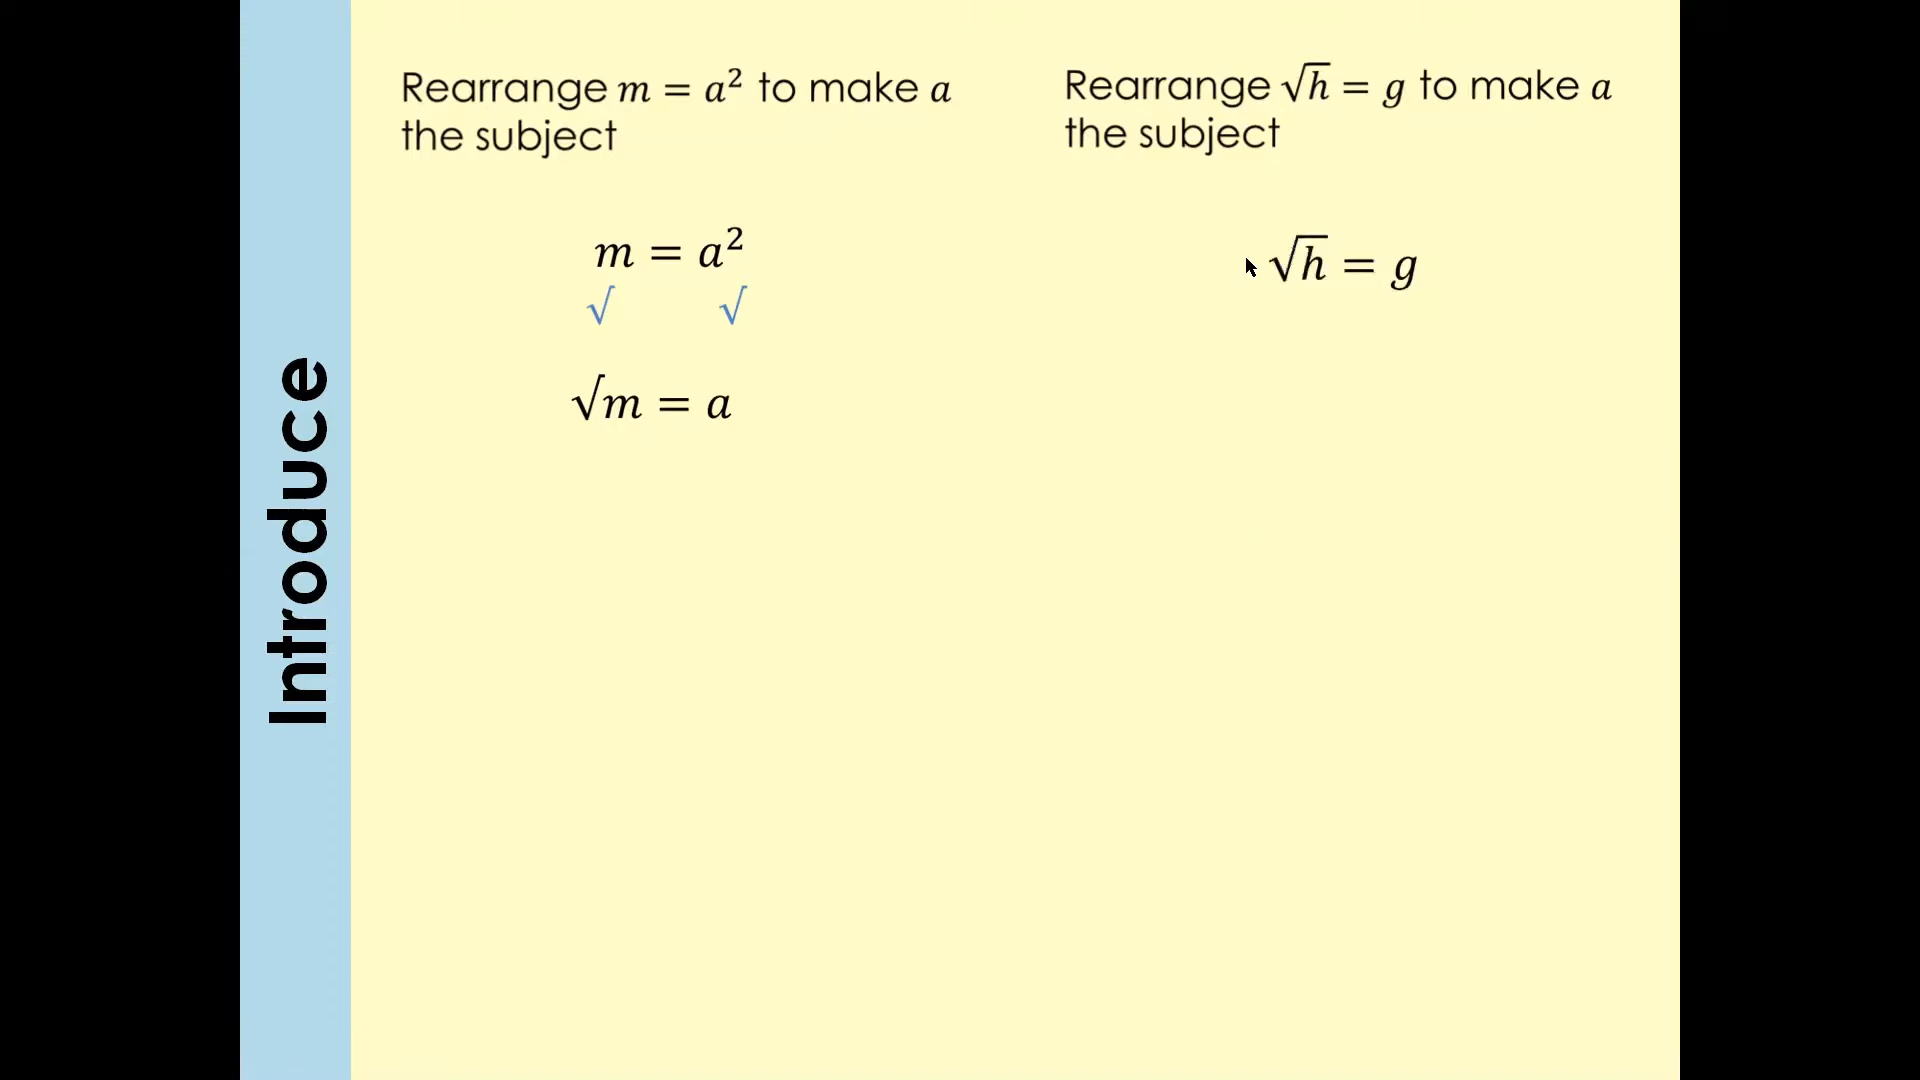 Introduce
Rearrange m = a² to make a
the subject
m = a²
√ √
√m = a
Rearrange √h = g to make a
the subject
√h = g